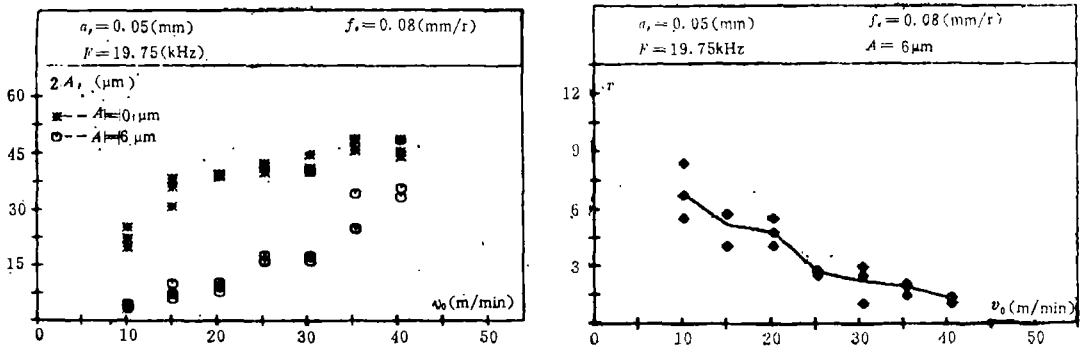 a,=0.05(mm) f,=0.08(mm/r)
F=19.75(kHz)
2A, (μm)
60
A=0, μm
A=6 μm
45
30
15
υ₀(m/min)
0 10 20 30 40 50
a,=0.05(mm) f,=0.08(mm/r)
F=19.75kHz A=6μm
12
r
9
6
3
υ₀(m/min)
0 10 20 30 40 50